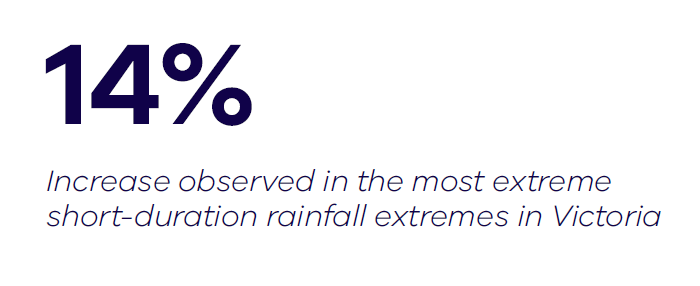 14%
Increase observed in the most extreme
short-duration rainfall extremes in Victoria